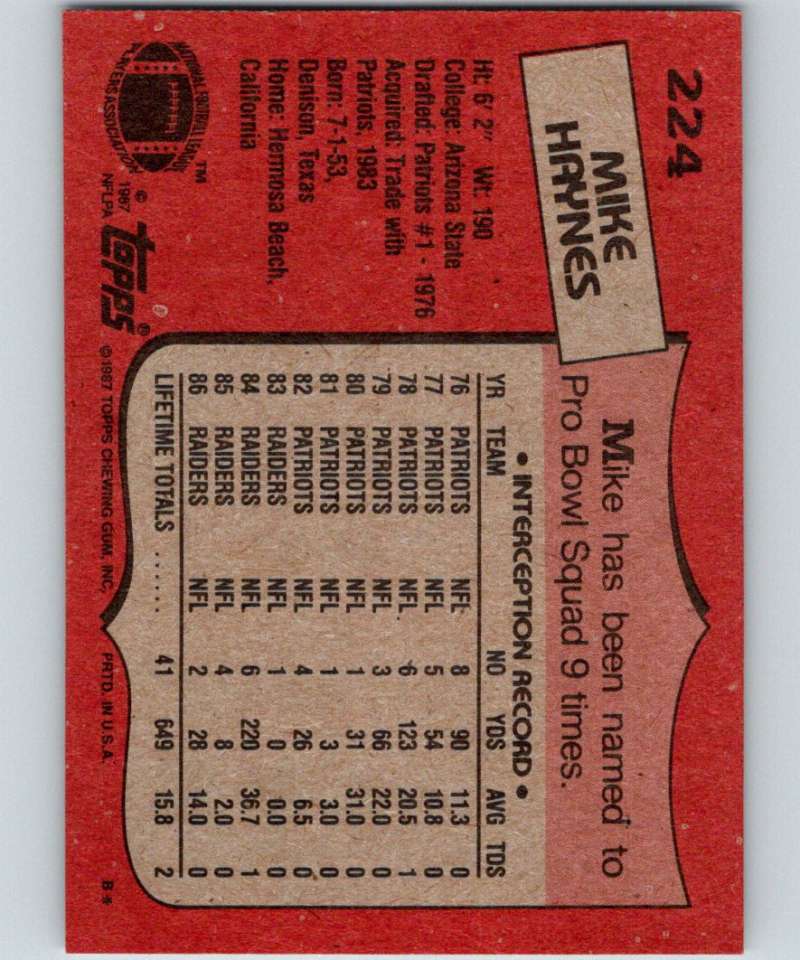 224
MIKE
HAYNES
Ht: 6' 2" Wt: 190
College: Arizona State
Drafted: Patriots #1 - 1976
Acquired: Trade with
Patriots, 1983
Born: 7-1-53,
Denison, Texas
Home: Hermosa Beach,
California
NATIONAL FOOTBALL LEAGUE
PLAYERS ASSOCIATION
TM
© 1987
NFLPA
topps ®
Mike has been named to
Pro Bowl Squad 9 times.
• INTERCEPTION RECORD •
YR TEAM NO YDS AVG TDS
76 PATRIOTS NFL 8 90 11.3 0
77 PATRIOTS NFL 5 54 10.8 0
78 PATRIOTS NFL 6 123 20.5 1
79 PATRIOTS NFL 3 66 22.0 0
80 PATRIOTS NFL 1 31 31.0 0
81 PATRIOTS NFL 1 3 3.0 0
82 PATRIOTS NFL 4 26 6.5 0
83 RAIDERS NFL 1 0 0.0 0
84 RAIDERS NFL 6 220 36.7 1
85 RAIDERS NFL 4 8 2.0 0
86 RAIDERS NFL 2 28 14.0 0
LIFETIME TOTALS ...... 41 649 15.8 2
©1987 TOPPS CHEWING GUM, INC, PRTD. IN U.S.A. B*